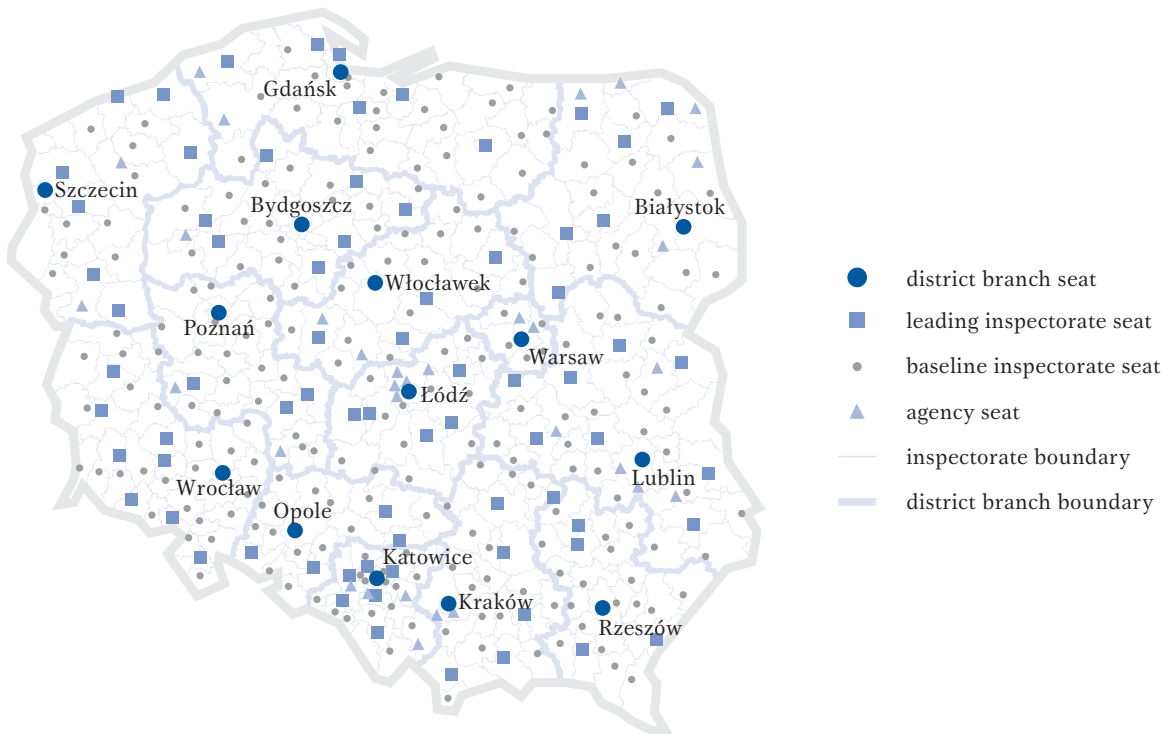 Gdańsk
Szczecin
Bydgoszcz
Białystok
Włocławek
Poznań
Warsaw
Łódź
Wrocław
Lublin
Opole
Katowice
Kraków
Rzeszów
district branch seat
leading inspectorate seat
baseline inspectorate seat
agency seat
inspectorate boundary
district branch boundary